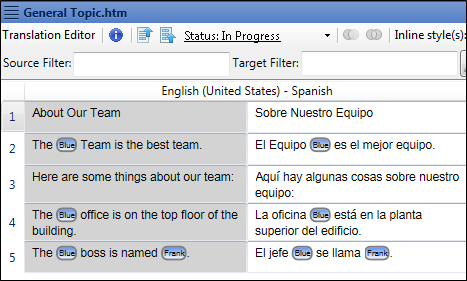 General Topic.htm
Translation Editor Status: In Progress Inline style(s):
Source Filter: Target Filter:
English (United States) - Spanish
1 About Our Team Sobre Nuestro Equipo
2 The Blue Team is the best team. El Equipo Blue es el mejor equipo.
3 Here are some things about our team: Aquí hay algunas cosas sobre nuestro
equipo:
4 The Blue office is on the top floor of the La oficina Blue está en la planta
building. superior del edificio.
5 The Blue boss is named Frank. El jefe Blue se llama Frank.